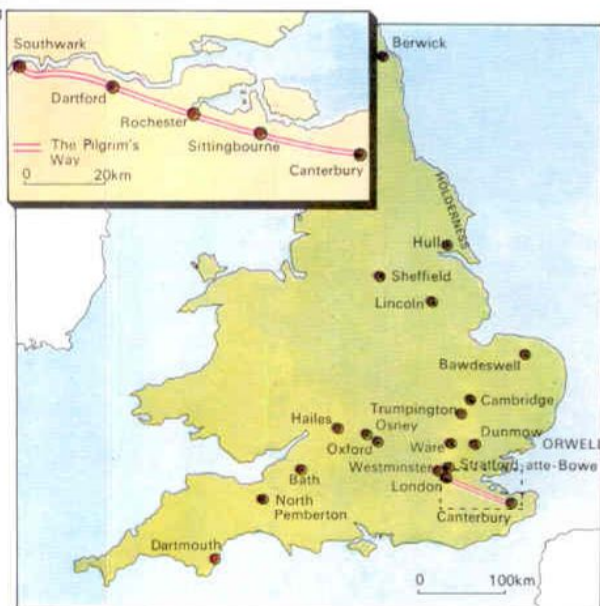 Southwark
Dartford
Rochester
Sittingbourne
Canterbury
The Pilgrim's
Way
0 20km
Berwick
HOLDERNESS
Hull
Sheffield
Lincoln
Bawdeswell
Cambridge
Trumpington
Hailes
Osney
Oxford
Ware
Dunmow
ORWELL
Westminster
Stratford-atte-Bowe
London
Bath
North
Pemberton
Canterbury
Dartmouth
0 100km